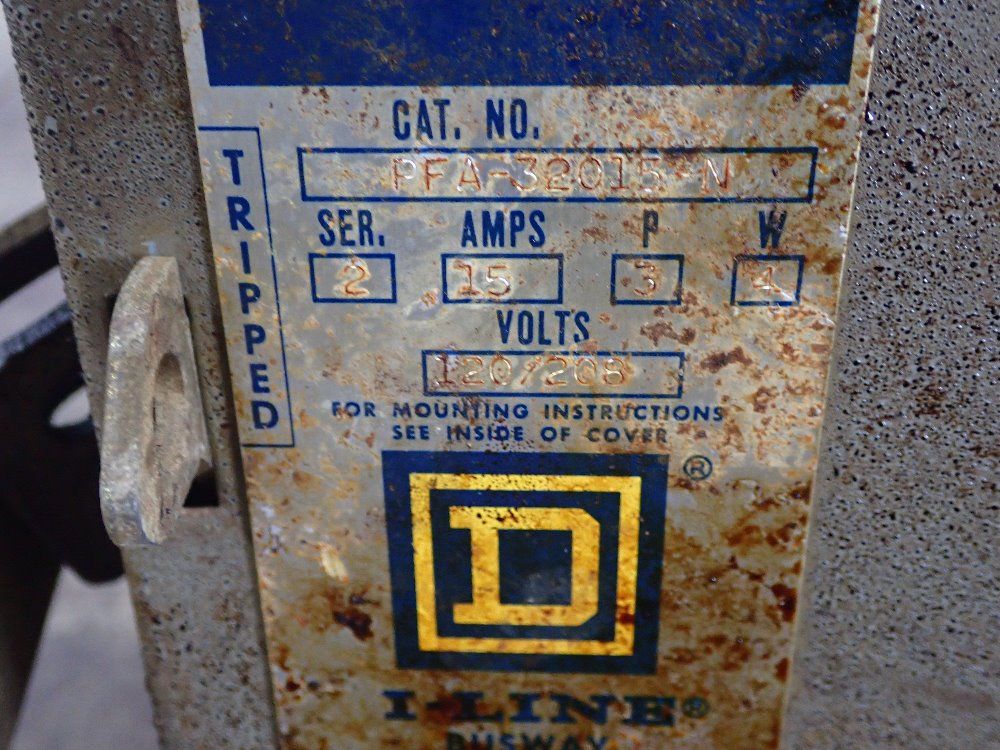 CAT. NO.
PFA-32015-N
TRIPPED
SER. AMPS P W
2 15 3 4
VOLTS
120/208
FOR MOUNTING INSTRUCTIONS
SEE INSIDE OF COVER
D ®
I-LINE®
BUSWAY